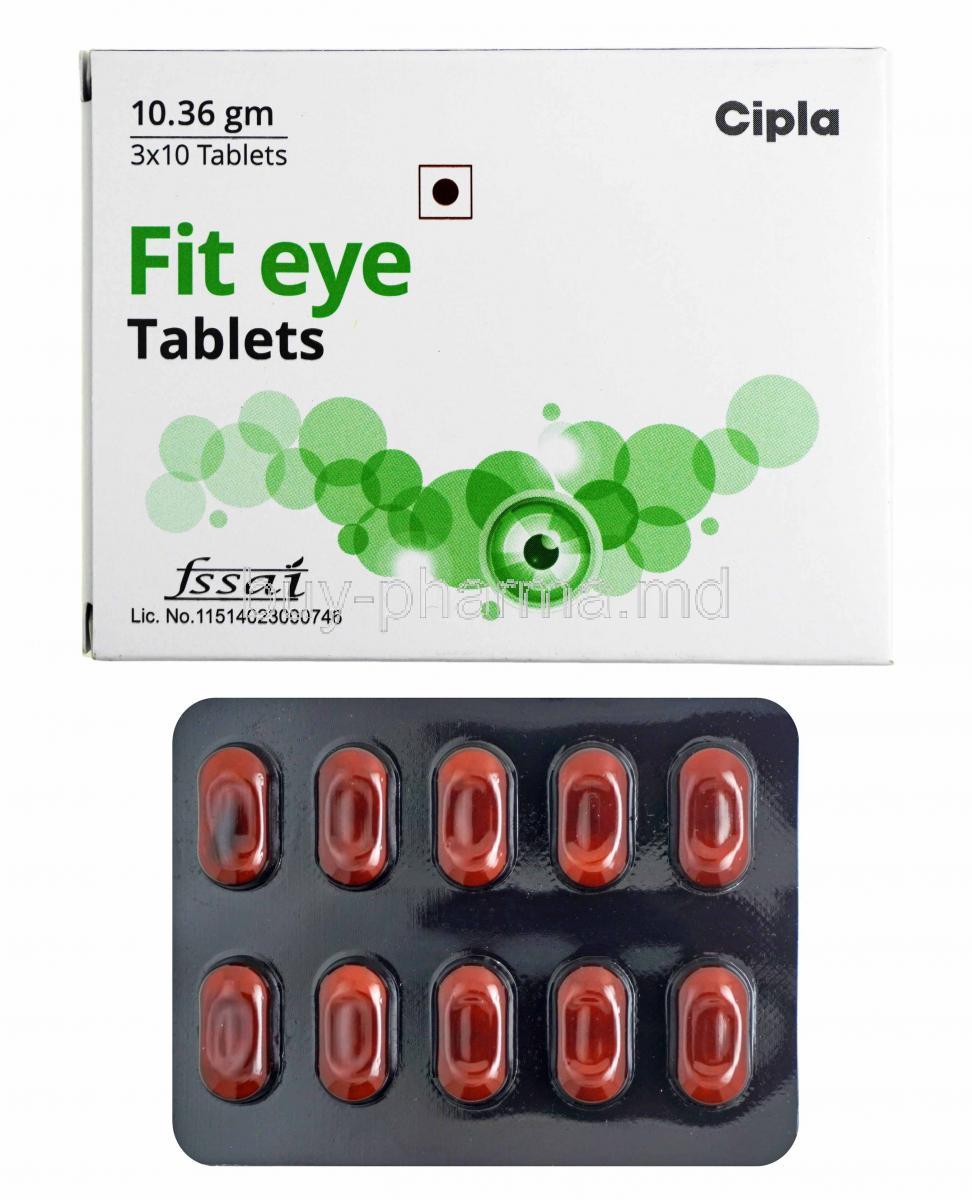 10.36 gm
3x10 Tablets
Cipla
Fit eye
Tablets
fssai
Lic. No.11514023000746
buy-pharma.md